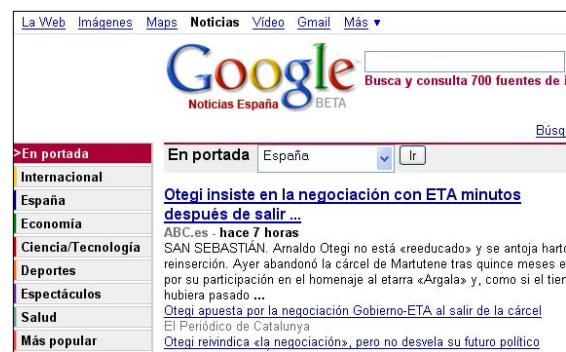 La Web Imágenes Maps Noticias Vídeo Gmail Más ▼
Google
Noticias España BETA
Busca y consulta 700 fuentes de
Búsq
>En portada
Internacional
España
Economía
Ciencia/Tecnología
Deportes
Espectáculos
Salud
Más popular
En portada España Ir
Otegi insiste en la negociación con ETA minutos
después de salir ...
ABC.es - hace 7 horas
SAN SEBASTIÁN. Arnaldo Otegi no está «reeducado» y se antoja harto
reinserción. Ayer abandonó la cárcel de Martutene tras quince meses e
por su participación en el homenaje al etarra «Argala» y, como si el tier
hubiera pasado ...
Otegi apuesta por la negociación Gobierno-ETA al salir de la cárcel
El Periódico de Catalunya
Otegi reivindica «la negociación», pero no desvela su futuro político